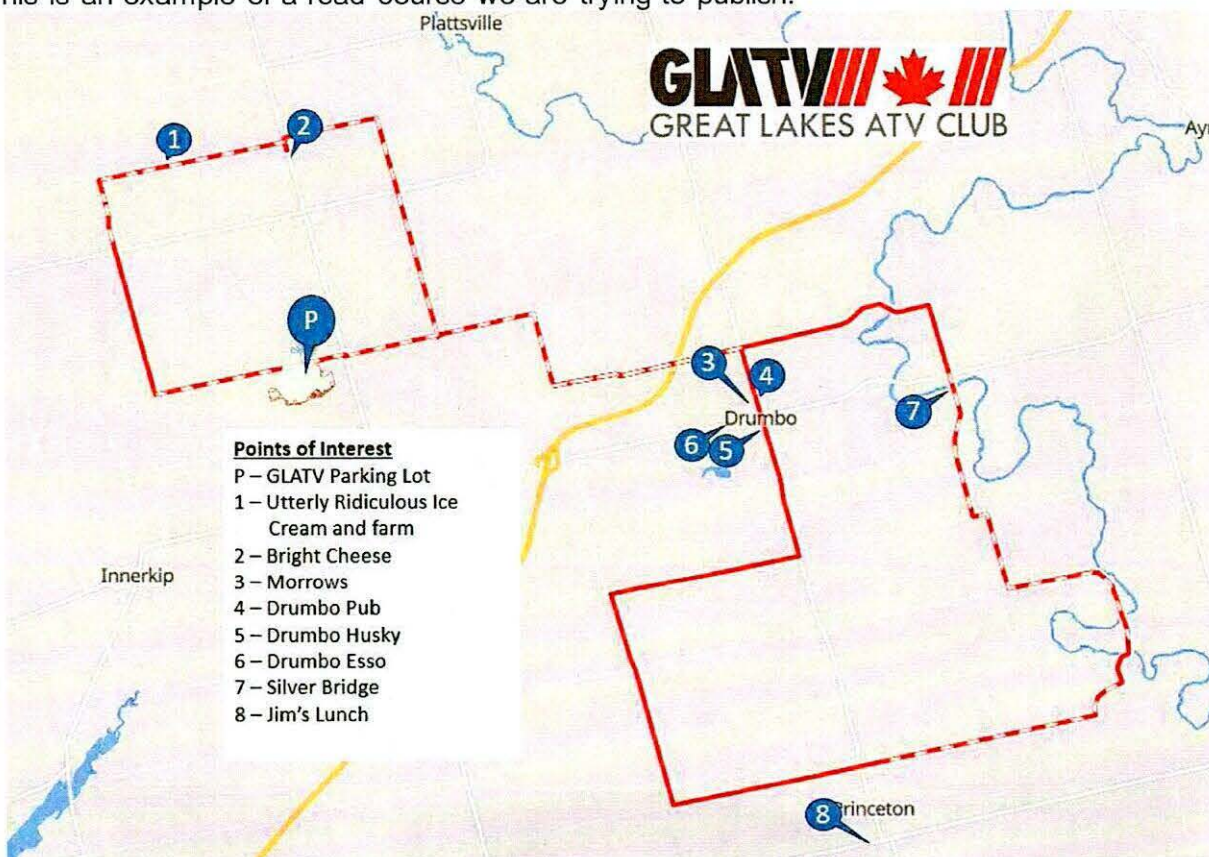 This is an example of a road course we are trying to publish.
Plattsville
GLATV
GREAT LAKES ATV CLUB
1
2
P
3
4
Drumbo
6
5
7
Points of Interest
P – GLATV Parking Lot
1 – Utterly Ridiculous Ice
Cream and farm
2 – Bright Cheese
3 – Morrows
4 – Drumbo Pub
5 – Drumbo Husky
6 – Drumbo Esso
7 – Silver Bridge
8 – Jim's Lunch
Innerkip
8
Princeton